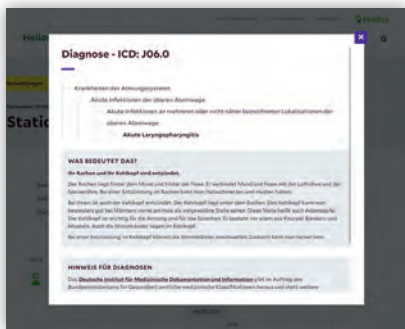 Helios
Diagnose - ICD: J06.0
Krankheiten des Atmungssystems
Akute Infektionen der oberen Atemwege
Akute Infektionen an mehreren oder nicht näher bezeichneten Lokalisationen der
oberen Atemwege
Akute Laryngopharyngitis
WAS BEDEUTET DAS?
Ihr Rachen und Ihr Kehlkopf sind entzündet.
Der Rachen liegt hinter dem Mund und hinter der Nase. Er verbindet Mund und Nase mit der Luftröhre und der
Speiseröhre. Bei einer Entzündung im Rachen kann man Halsschmerzen und Husten haben.
Bei Ihnen ist auch der Kehlkopf entzündet. Der Kehlkopf liegt unter dem Rachen. Den Kehlkopf kann man
besonders gut bei Männern vorne am Hals als vorgewölbte Stelle sehen. Diese Stelle heißt auch Adamsapfel.
Der Kehlkopf ist wichtig für die Atmung und für das Sprechen. Er besteht vor allem aus Knorpel, Bändern und
Muskeln. Auch die Stimmbänder liegen im Kehlkopf.
Bei einer Entzündung im Kehlkopf können die Stimmbänder anschwellen. Dadurch kann man heiser sein.
HINWEIS FÜR DIAGNOSEN
Das Deutsche Institut für Medizinische Dokumentation und Information gibt im Auftrag des
Bundesministeriums für Gesundheit amtliche medizinische Klassifikationen heraus und stellt weitere